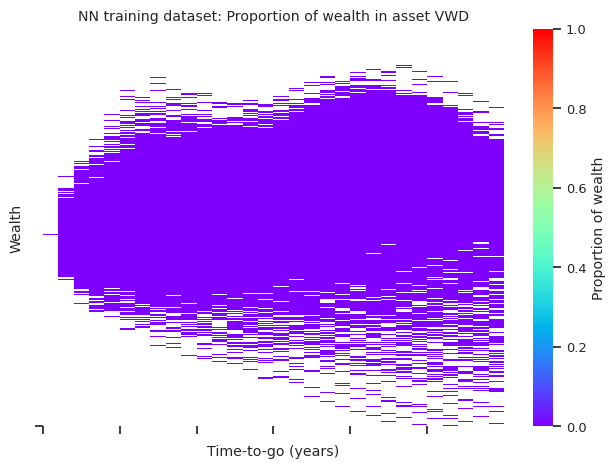 NN training dataset: Proportion of wealth in asset VWD
Wealth
Time-to-go (years)
1.0
0.8
0.6
0.4
0.2
0.0
Proportion of wealth